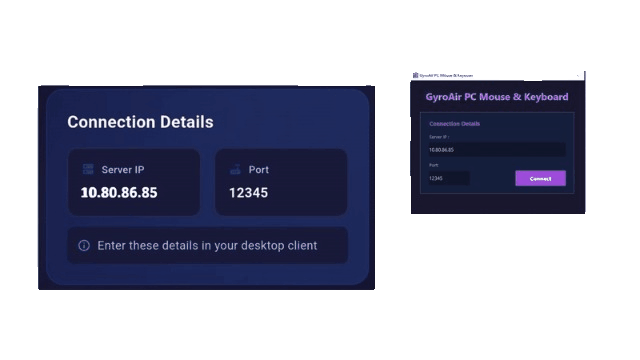 Connection Details
Server IP
10.80.86.85
Port
12345
Enter these details in your desktop client
GyroAir PC Mouse & Keyboard
GyroAir PC Mouse & Keyboard
Connection Details
Server IP :
10.80.86.85
Port
12345
Connect